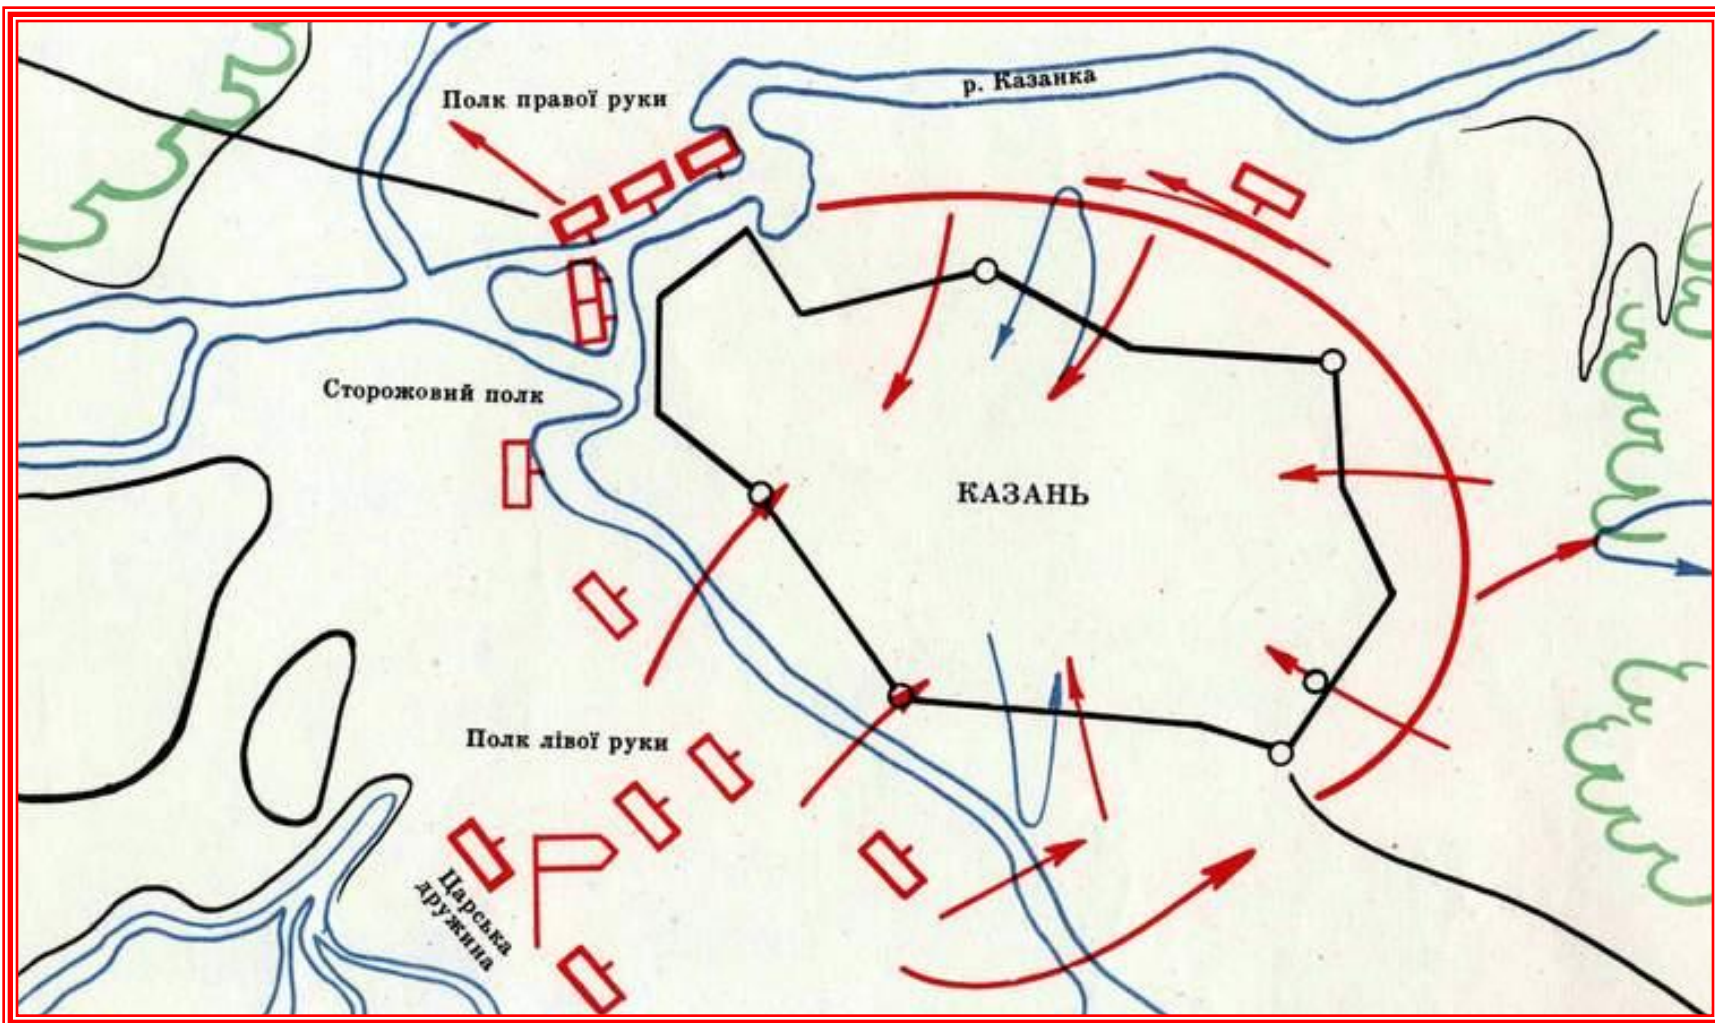 р. Казанка
Полк правої руки
Сторожовий полк
КАЗАНЬ
Полк лівої руки
Царська
дружина